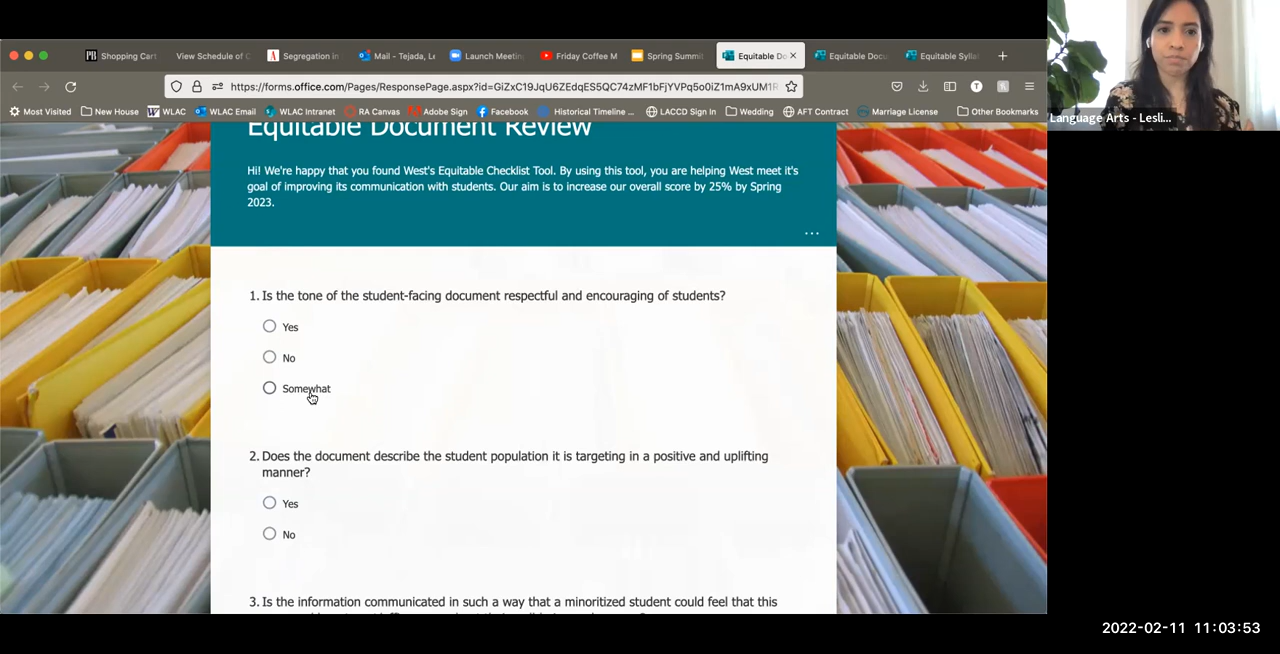 Shopping Cart
View Schedule of C
Segregation in
Mail - Tejada, Le
Launch Meetin
Friday Coffee M
Spring Summit
Equitable Do
Equitable Docu
Equitable Sylla
https://forms.office.com/Pages/ResponsePage.aspx?id=GiZxC19JqU6ZEdqES5QC74zMF1bFjYVPq5o0iZ1mA9xUM1R
Most Visited
New House
WLAC
WLAC Email
WLAC Intranet
RA Canvas
Adobe Sign
Facebook
Historical Timeline ...
LACCD Sign In
Wedding
AFT Contract
Marriage License
Other Bookmarks
Language Arts - Lesli...
Equitable Document Review
Hi! We're happy that you found West's Equitable Checklist Tool. By using this tool, you are helping West meet it's
goal of improving its communication with students. Our aim is to increase our overall score by 25% by Spring
2023.
...
1. Is the tone of the student-facing document respectful and encouraging of students?
Yes
No
Somewhat
2. Does the document describe the student population it is targeting in a positive and uplifting
manner?
Yes
No
3. Is the information communicated in such a way that a minoritized student could feel that this
2022-02-11 11:03:53